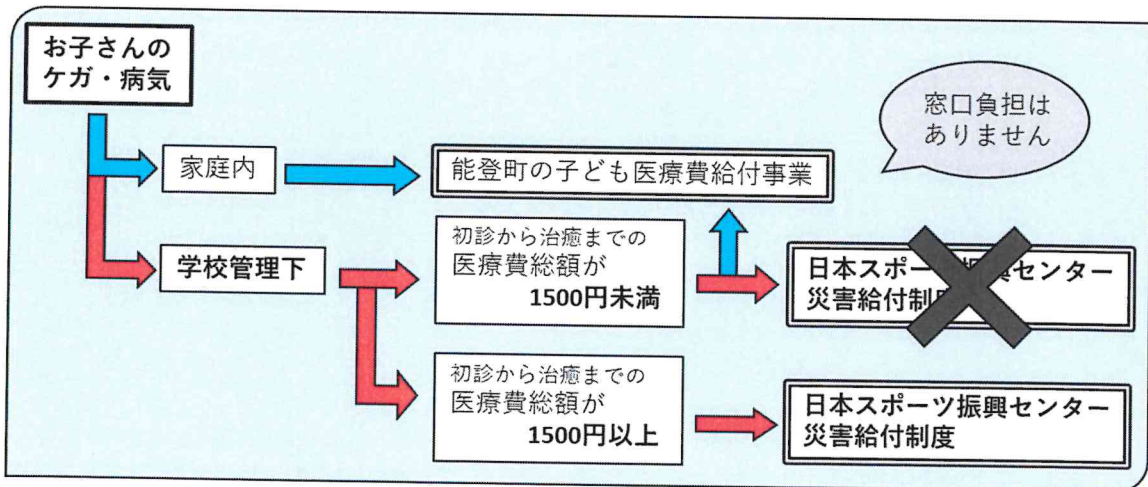 お子さんの
ケガ・病気
窓口負担は
ありません
家庭内
能登町の子ども医療費給付事業
学校管理下
初診から治癒までの
医療費総額が
1500円未満
日本スポーツ振興センター
災害給付制度
初診から治癒までの
医療費総額が
1500円以上
日本スポーツ振興センター
災害給付制度